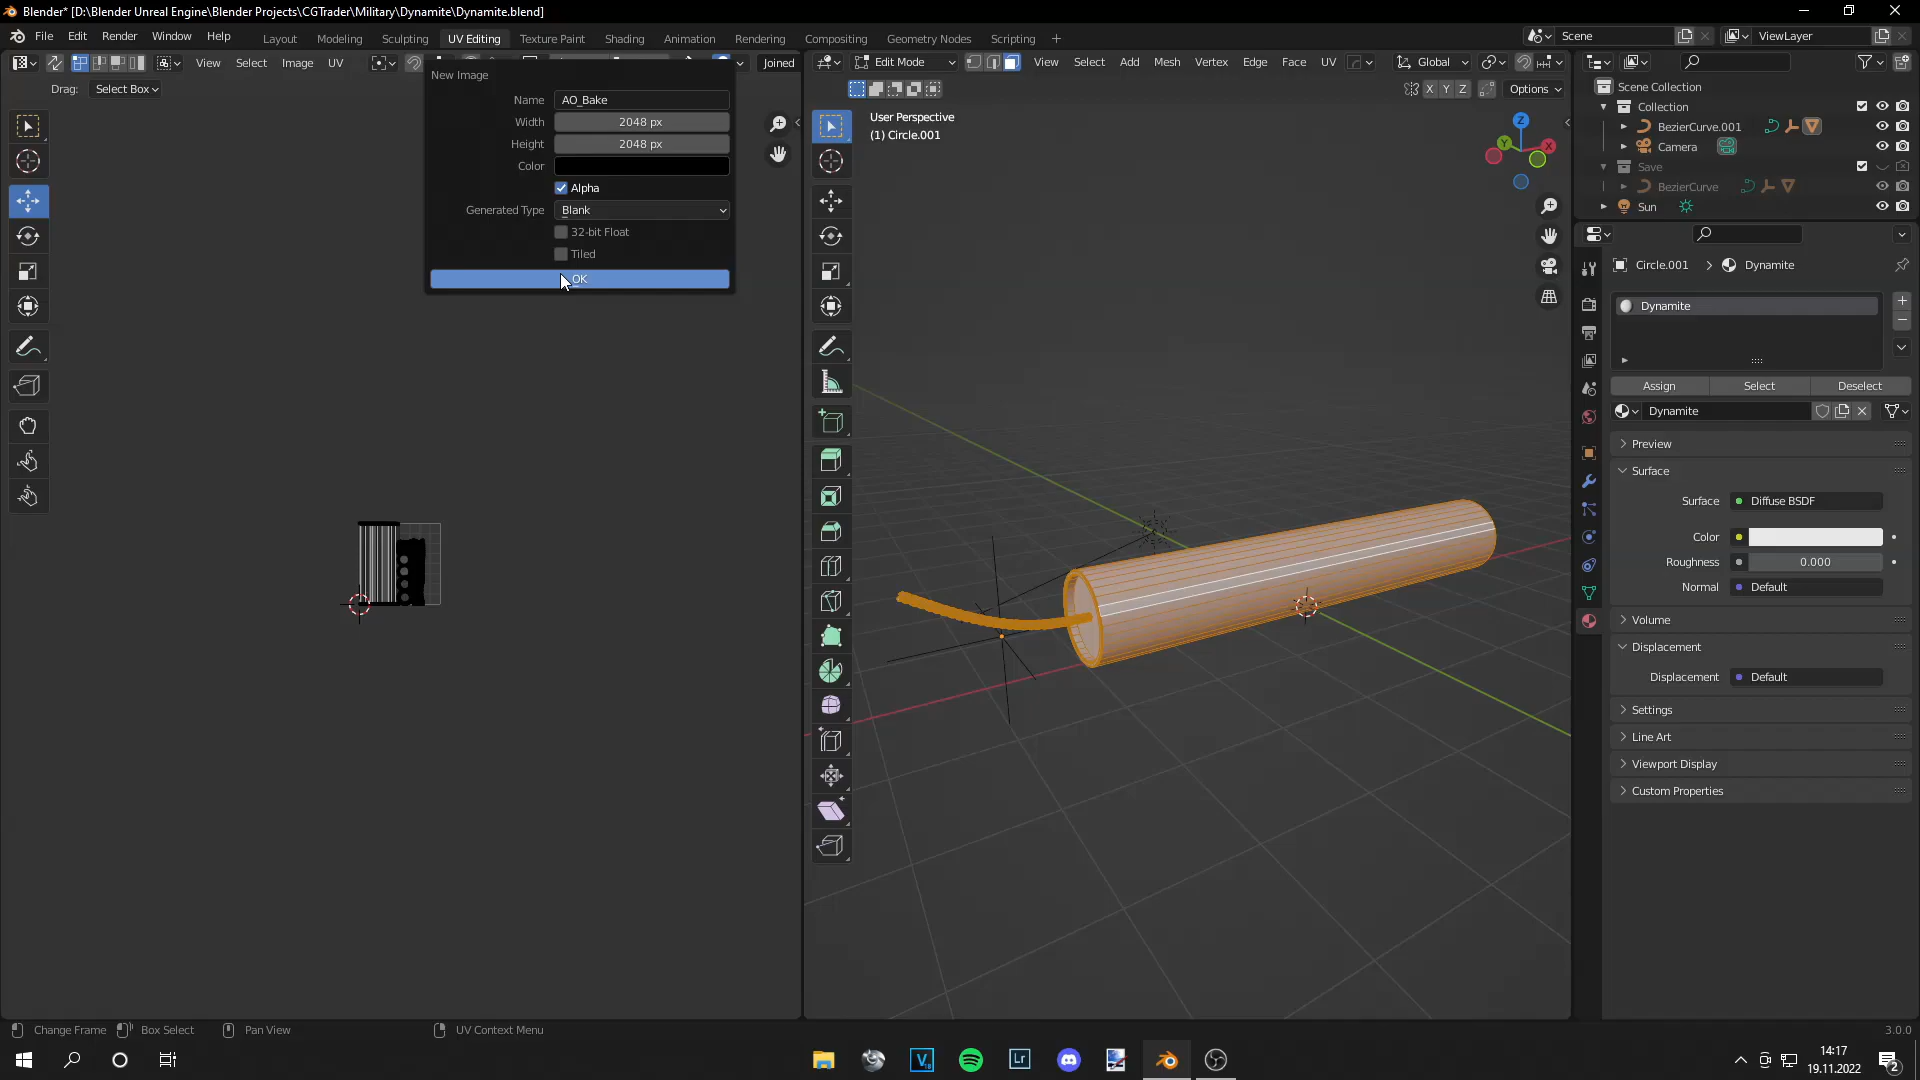 Blender* [D:\Blender Unreal Engine\Blender Projects\CGTrader\Military\Dynamite\Dynamite.blend]
File Edit Render Window Help Layout Modeling Sculpting UV Editing Texture Paint Shading Animation Rendering Compositing Geometry Nodes Scripting Scene ViewLayer
View Select Image UV Joined Edit Mode View Select Add Mesh Vertex Edge Face UV Global
Drag: Select Box X Y Z Options
New Image
Name AO_Bake
Width 2048 px
Height 2048 px
Color
Alpha
Generated Type Blank
32-bit Float
Tiled
OK
User Perspective
(1) Circle.001
Z
Y X
Scene Collection
Collection
BezierCurve.001
Camera
Save
BezierCurve
Sun
Circle.001 Dynamite
Dynamite
Assign Select Deselect
Dynamite
Preview
Surface
Surface Diffuse BSDF
Color
Roughness 0.000
Normal Default
Volume
Displacement
Displacement Default
Settings
Line Art
Viewport Display
Custom Properties
Change Frame Box Select Pan View UV Context Menu 3.0.0
V Lr 14:17
19.11.2022
2